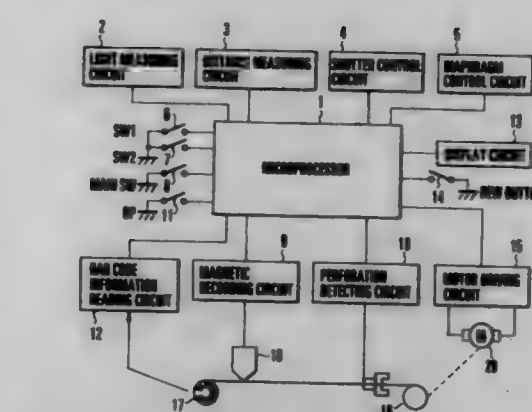 2
3
4
5
LIGHT MEASURING CIRCUIT
DISTANCE MEASURING CIRCUIT
SHUTTER CONTROL CIRCUIT
DIAPHRAGM CONTROL CIRCUIT
1
6
SW1
SW2
7
MAIN SW
8
BP
11
MICROPROCESSOR
13
DISPLAY CIRCUIT
14
BAR CODE INFORMATION READING CIRCUIT
12
9
MAGNETIC RECORDING CIRCUIT
10
PERFORATION DETECTING CIRCUIT
15
MOTOR DRIVING CIRCUIT
17